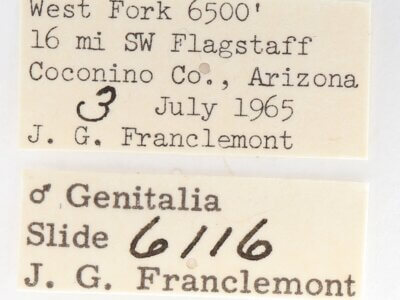 West Fork 6500'
16 mi SW Flagstaff
Coconino Co., Arizona
3 July 1965
J. G. Franclemont
♂ Genitalia
Slide 6116
J. G. Franclemont